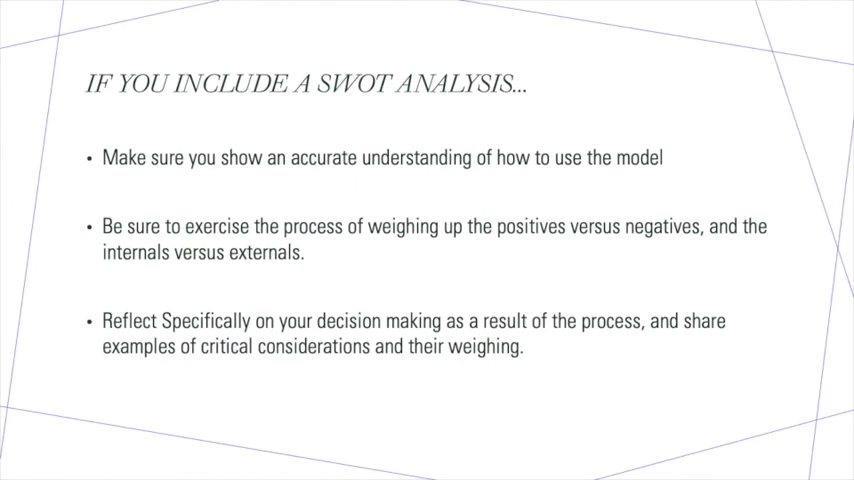 IF YOU INCLUDE A SWOT ANALYSIS...
• Make sure you show an accurate understanding of how to use the model
• Be sure to exercise the process of weighing up the positives versus negatives, and the
internals versus externals.
• Reflect Specifically on your decision making as a result of the process, and share
examples of critical considerations and their weighing.